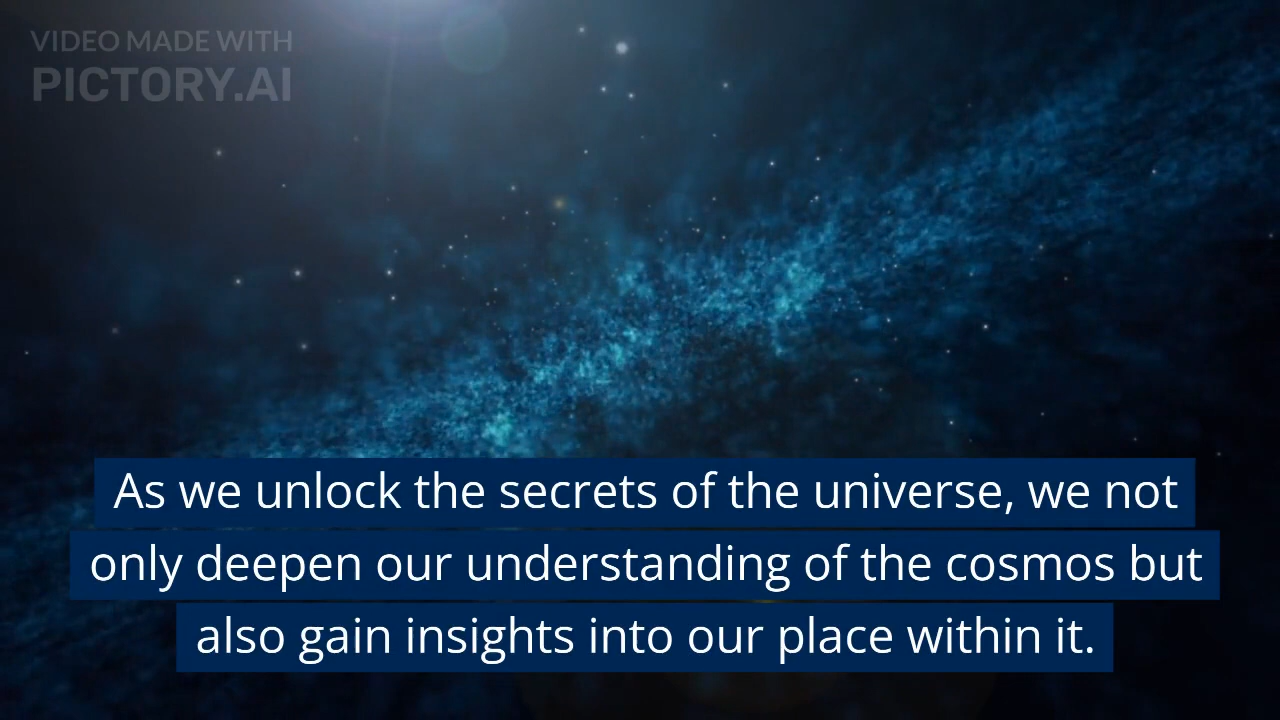 VIDEO MADE WITH
PICTORY.AI
As we unlock the secrets of the universe, we not
only deepen our understanding of the cosmos but
also gain insights into our place within it.